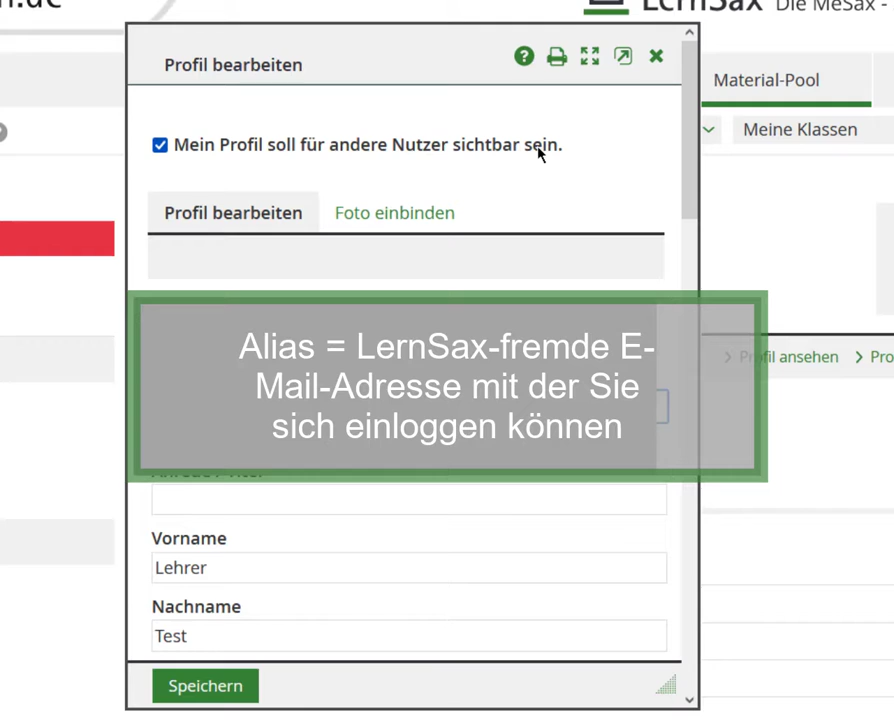 LernSax Die MeSax -
Profil bearbeiten
Material-Pool
Meine Klassen
Mein Profil soll für andere Nutzer sichtbar sein.
Profil bearbeiten Foto einbinden
Alias = LernSax-fremde E-
Mail-Adresse mit der Sie
sich einloggen können
Profil ansehen Pro
Vorname
Lehrer
Nachname
Test
Speichern